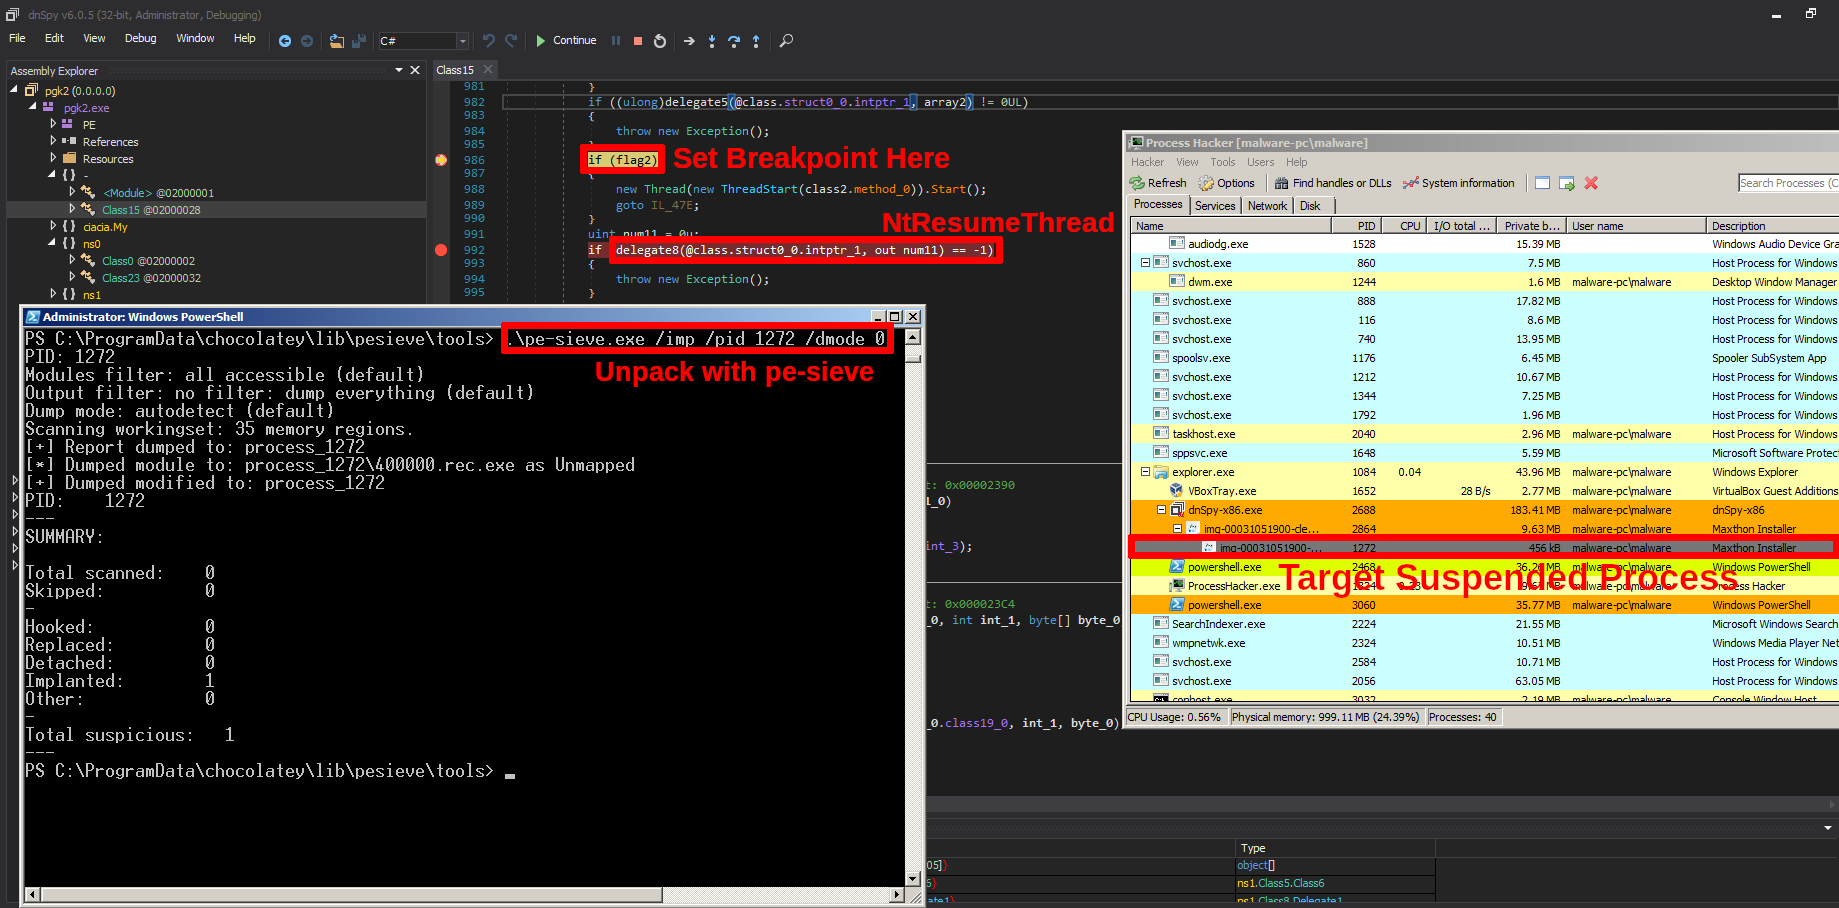 dnSpy v6.0.5 (32-bit, Administrator, Debugging)
File Edit View Debug Window Help C# Continue
Assembly Explorer
pgk2 (0.0.0.0)
pgk2.exe
PE
References
Resources
{ } -
<Module> @02000001
Class15 @02000028
{ } ciacia.My
{ } ns0
Class0 @02000002
Class23 @02000032
{ } ns1
Class15
981 }
982 if ((ulong)delegate5(@class.struct0_0.intptr_1, array2) != 0UL)
983 {
984 throw new Exception();
985
986 if (flag2)
Set Breakpoint Here
987
988 new Thread(new ThreadStart(class2.method_0)).Start();
989 goto IL_47E;
990 }
991 uint num11 = 0u;
NtResumeThread
992 if delegate8(@class.struct0_0.intptr_1, out num11) == -1)
993 {
994 throw new Exception();
995 }
Administrator: Windows PowerShell
PS C:\ProgramData\chocolatey\lib\pesieve\tools> .\pe-sieve.exe /imp /pid 1272 /dmode 0
Unpack with pe-sieve
PID: 1272
Modules filter: all accessible (default)
Output filter: no filter: dump everything (default)
Dump mode: autodetect (default)
Scanning workingset: 35 memory regions.
[+] Report dumped to: process_1272
[*] Dumped module to: process_1272\400000.rec.exe as Unmapped
[+] Dumped modified to: process_1272
PID: 1272
---
SUMMARY:
Total scanned: 0
Skipped: 0
-
Hooked: 0
Replaced: 0
Detached: 0
Implanted: 1
Other: 0
-
Total suspicious: 1
---
PS C:\ProgramData\chocolatey\lib\pesieve\tools> _
t: 0x00002390
L_0)
int_3);
t: 0x000023C4
_0, int int_1, byte[] byte_0
_0.class19_0, int_1, byte_0)
Type
05]} object[]
6} ns1.Class5.Class6
ate1} ns1.Class8.Delegate1
Process Hacker [malware-pc\malware]
Hacker View Tools Users Help
Refresh Options Find handles or DLLs System information Search Processes (C
Processes Services Network Disk
Name PID CPU I/O total ... Private b... User name Description
audiodg.exe 1528 15.39 MB Windows Audio Device Gra
svchost.exe 860 7.5 MB Host Process for Windows
dwm.exe 1244 1.6 MB malware-pc\malware Desktop Window Manager
svchost.exe 888 17.82 MB Host Process for Windows
svchost.exe 116 8.6 MB Host Process for Windows
svchost.exe 740 13.95 MB Host Process for Windows
spoolsv.exe 1176 6.45 MB Spooler SubSystem App
svchost.exe 1212 10.67 MB Host Process for Windows
svchost.exe 1344 7.25 MB Host Process for Windows
svchost.exe 1792 1.96 MB Host Process for Windows
taskhost.exe 2040 2.96 MB malware-pc\malware Host Process for Windows
sppsvc.exe 1648 5.59 MB Microsoft Software Protect
explorer.exe 1084 0.04 43.96 MB malware-pc\malware Windows Explorer
VBoxTray.exe 1652 28 B/s 2.77 MB malware-pc\malware VirtualBox Guest Additions
dnSpy-x86.exe 2688 183.41 MB malware-pc\malware dnSpy-x86
img-00031051900-cle... 2864 9.63 MB malware-pc\malware Maxthon Installer
img-00031051900-... 1272 456 kB malware-pc\malware Maxthon Installer
powershell.exe 2468 malware-pc\malware Windows PowerShell
Target Suspended Process
ProcessHacker.exe Process Hacker
powershell.exe 3060 35.77 MB malware-pc\malware Windows PowerShell
SearchIndexer.exe 2224 21.55 MB Microsoft Windows Search
wmpnetwk.exe 2324 10.51 MB Windows Media Player Net
svchost.exe 2584 10.71 MB Host Process for Windows
svchost.exe 2056 63.05 MB Host Process for Windows
conhost.exe 3032 2.19 MB malware-pc\malware Console Window Host
CPU Usage: 0.56% Physical memory: 999.11 MB (24.39%) Processes: 40